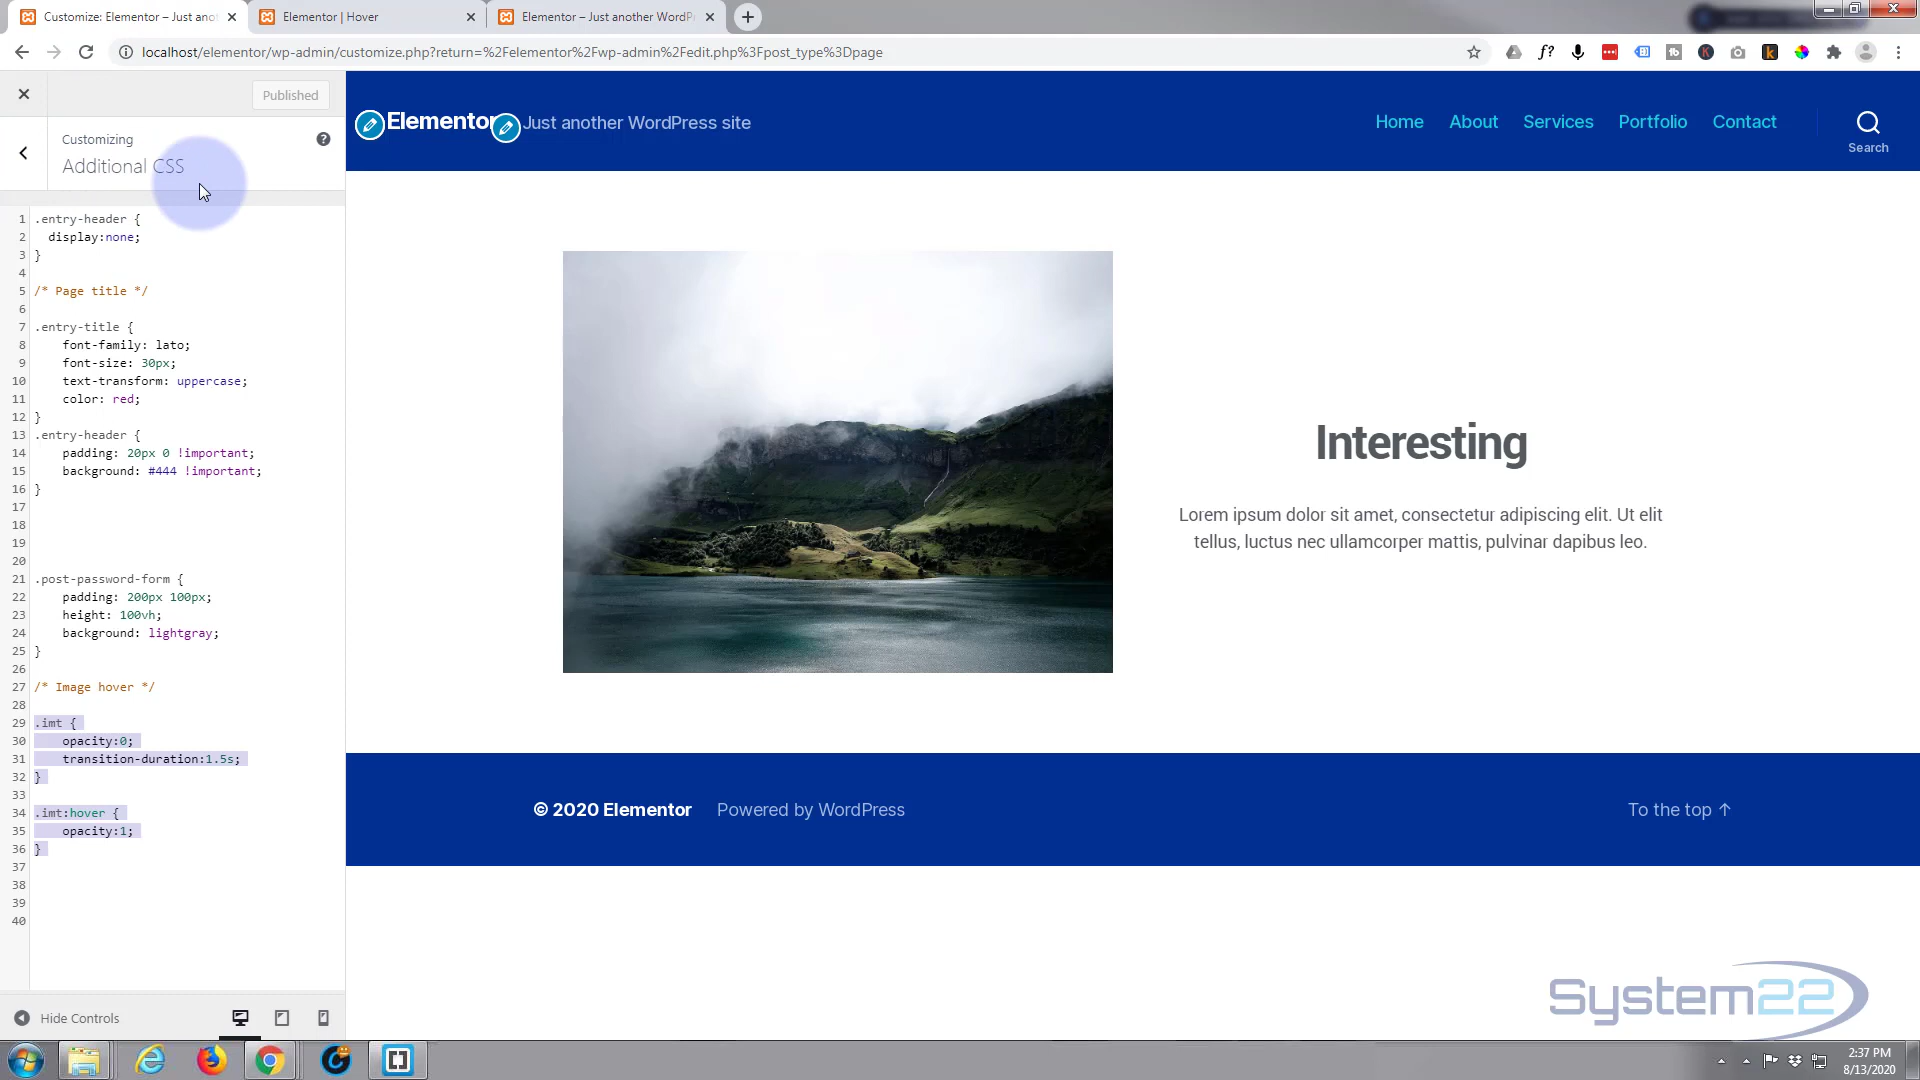 Customize: Elementor – Just anot
Elementor | Hover
Elementor – Just another WordPr
localhost/elementor/wp-admin/customize.php?return=%2Felementor%2Fwp-admin%2Fedit.php%3Fpost_type%3Dpage
Published
Customizing
Additional CSS
1 .entry-header {
2 display:none;
3 }
4
5 /* Page title */
6
7 .entry-title {
8 font-family: lato;
9 font-size: 30px;
10 text-transform: uppercase;
11 color: red;
12 }
13 .entry-header {
14 padding: 20px 0 !important;
15 background: #444 !important;
16 }
17
18
19
20
21 .post-password-form {
22 padding: 200px 100px;
23 height: 100vh;
24 background: lightgray;
25 }
26
27 /* Image hover */
28
29 .imt {
30 opacity:0;
31 transition-duration:1.5s;
32 }
33
34 .imt:hover {
35 opacity:1;
36 }
37
38
39
40
Hide Controls
Elementor
Just another WordPress site
Home About Services Portfolio Contact
Search
Interesting
Lorem ipsum dolor sit amet, consectetur adipiscing elit. Ut elit
tellus, luctus nec ullamcorper mattis, pulvinar dapibus leo.
© 2020 Elementor Powered by WordPress
To the top ↑
System22
2:37 PM
8/13/2020